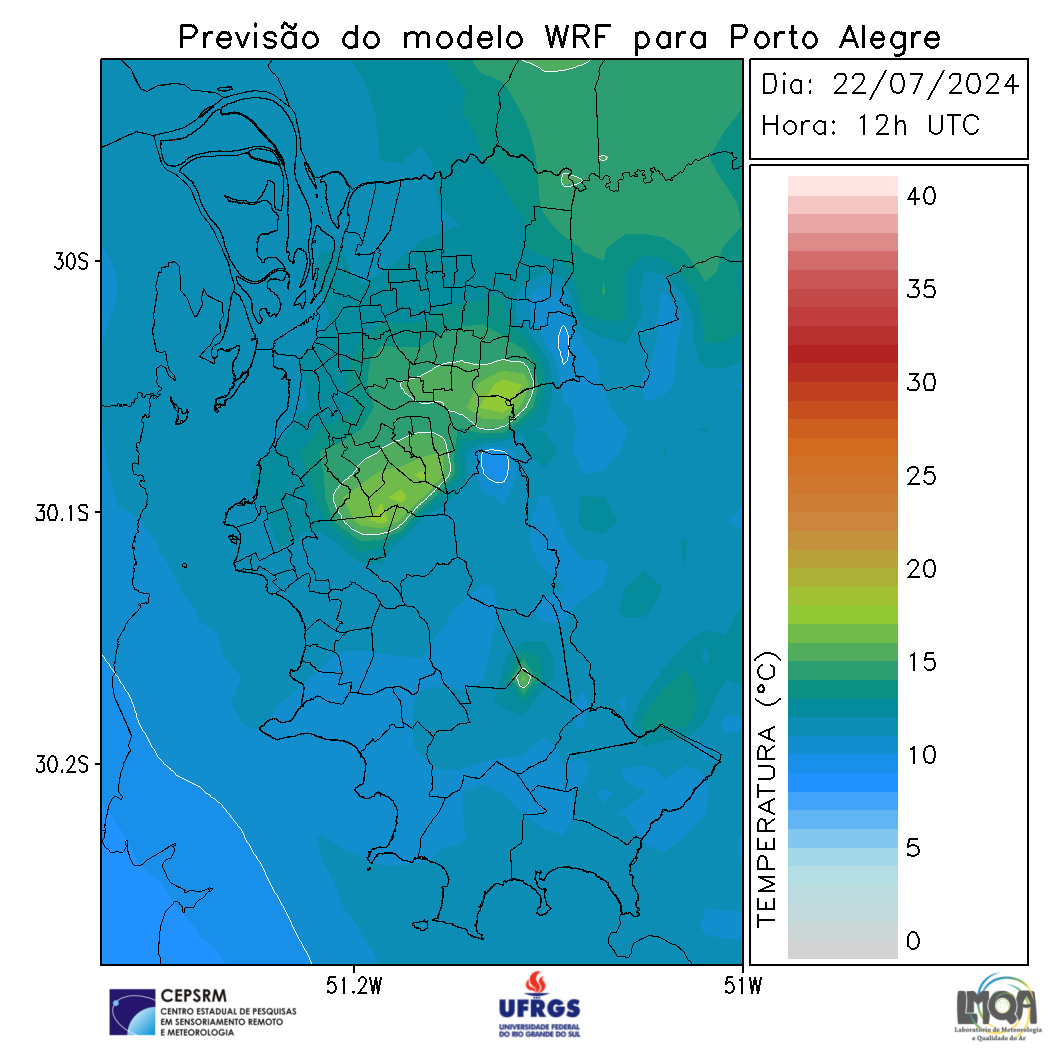 Previsão do modelo WRF para Porto Alegre
Dia: 22/07/2024
Hora: 12h UTC
40
35
30
25
20
15
10
5
0
TEMPERATURA (°C)
30S
30.1S
30.2S
51.2W
51W
CEPSRM
CENTRO ESTADUAL DE PESQUISAS
EM SENSORIAMENTO REMOTO
E METEOROLOGIA
UFRGS
UNIVERSIDADE FEDERAL
DO RIO GRANDE DO SUL
LMQA
Laboratório de Meteorologia
e Qualidade do Ar